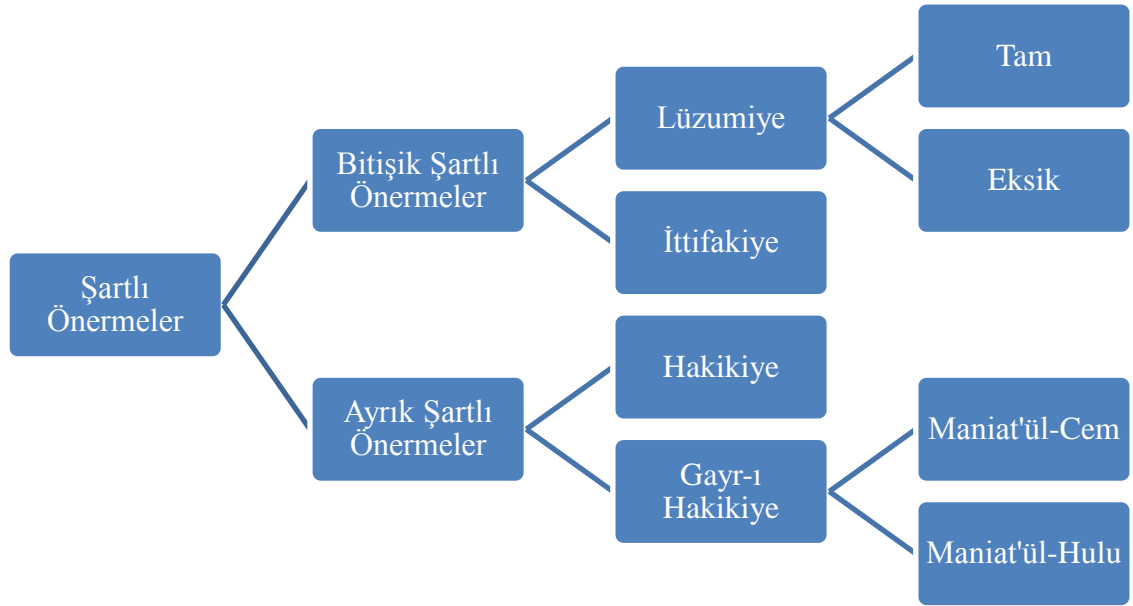 Şartlı
Önermeler
Bitişik Şartlı
Önermeler
Lüzumiye
Tam
Eksik
İttifakiye
Ayrık Şartlı
Önermeler
Hakikiye
Gayr-ı
Hakikiye
Maniat'ül-Cem
Maniat'ül-Hulu